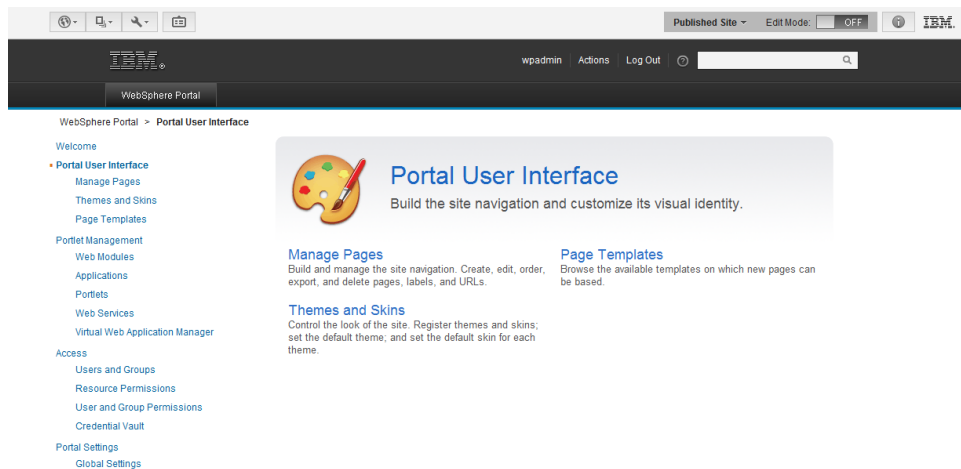 Published Site
Edit Mode:
OFF
IBM.
IBM®
wpadmin
Actions
Log Out
WebSphere Portal
WebSphere Portal > Portal User Interface
Welcome
Portal User Interface
Manage Pages
Themes and Skins
Page Templates
Portlet Management
Web Modules
Applications
Portlets
Web Services
Virtual Web Application Manager
Access
Users and Groups
Resource Permissions
User and Group Permissions
Credential Vault
Portal Settings
Global Settings
Portal User Interface
Build the site navigation and customize its visual identity.
Manage Pages
Build and manage the site navigation. Create, edit, order,
export, and delete pages, labels, and URLs.
Page Templates
Browse the available templates on which new pages can
be based.
Themes and Skins
Control the look of the site. Register themes and skins;
set the default theme; and set the default skin for each
theme.